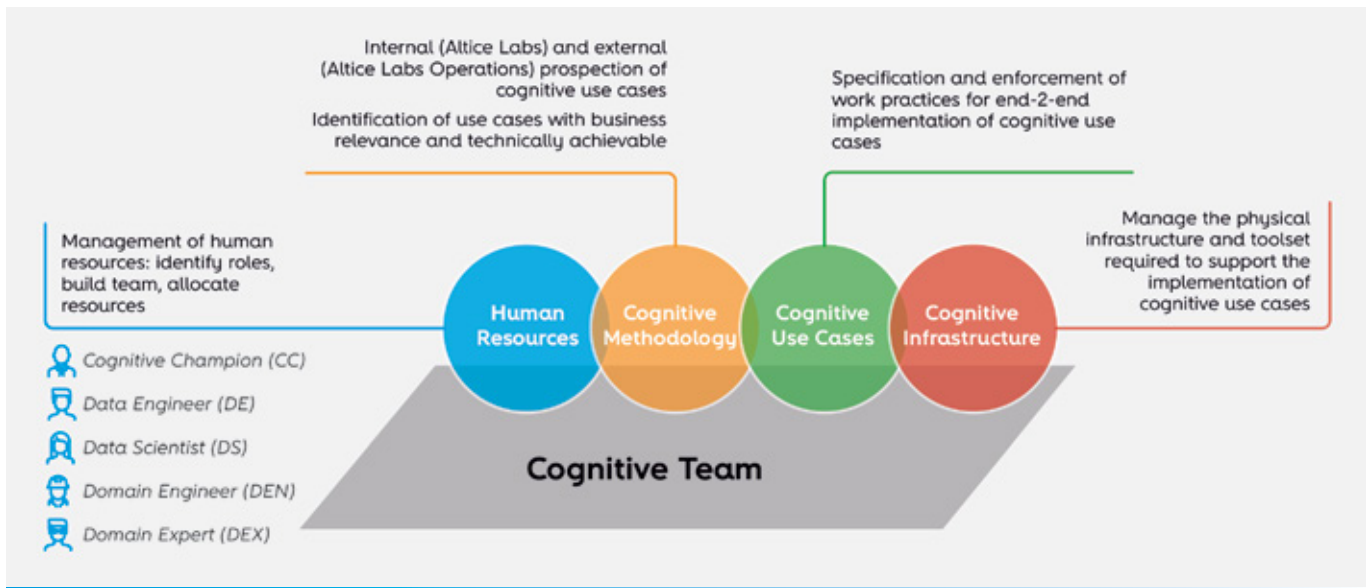 Internal (Altice Labs) and external
(Altice Labs Operations) prospection of
cognitive use cases
Identification of use cases with business
relevance and technically achievable
Specification and enforcement of
work practices for end-2-end
implementation of cognitive use
cases
Management of human
resources: identify roles,
build team, allocate
resources
Manage the physical
infrastructure and toolset
required to support the
implementation of
cognitive use cases
Human
Resources
Cognitive
Methodology
Cognitive
Use Cases
Cognitive
Infrastructure
Cognitive Champion (CC)
Data Engineer (DE)
Data Scientist (DS)
Domain Engineer (DEN)
Domain Expert (DEX)
Cognitive Team